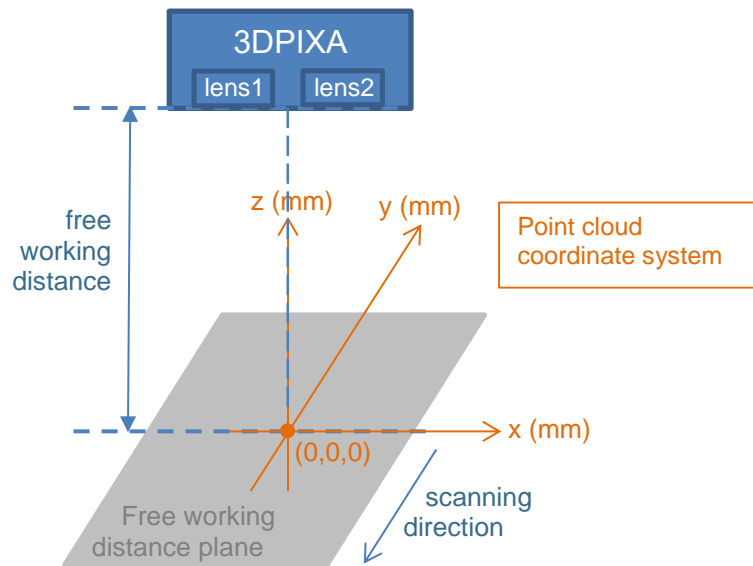 3DPIXA
lens1 lens2
z (mm)
y (mm)
free
working
distance
Point cloud
coordinate system
x (mm)
(0,0,0)
scanning
direction
Free working
distance plane